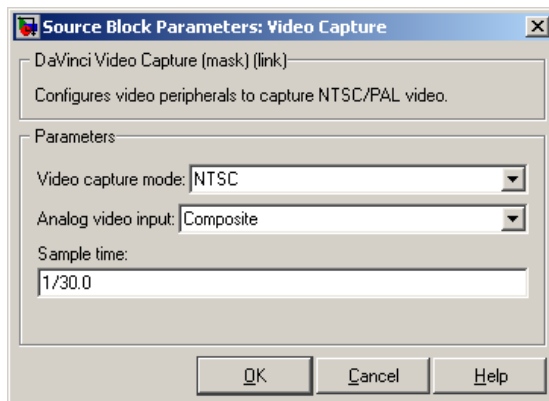 Source Block Parameters: Video Capture
DaVinci Video Capture (mask) (link)
Configures video peripherals to capture NTSC/PAL video.
Parameters
Video capture mode: NTSC
Analog video input: Composite
Sample time:
1/30.0
OK Cancel Help